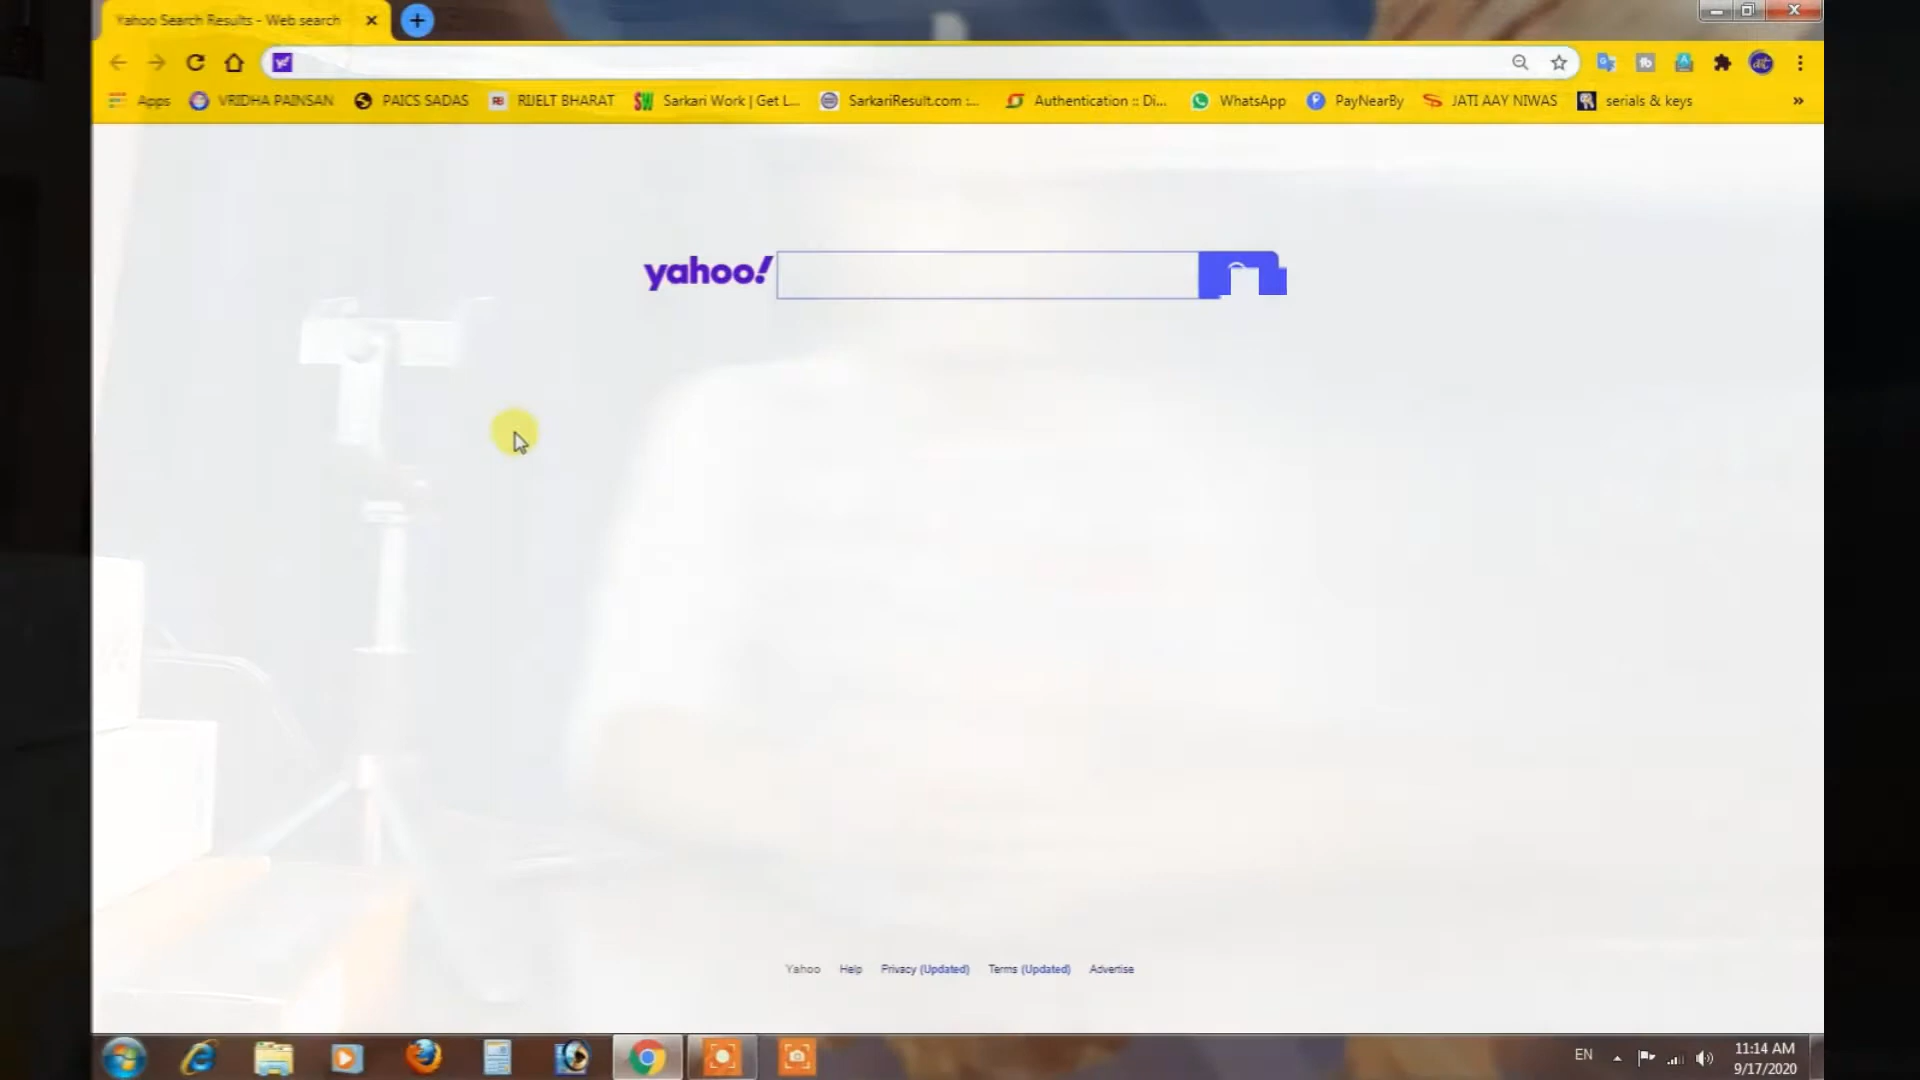 Yahoo Search Results - Web search
Apps VRIDHA PAINSAN PAICS SADAS RIJELT BHARAT Sarkari Work | Get L... SarkariResult.com :... Authentication :: Di... WhatsApp PayNearBy JATI AAY NIWAS serials & keys »
yahoo!
Yahoo Help Privacy (Updated) Terms (Updated) Advertise
EN 11:14 AM
9/17/2020